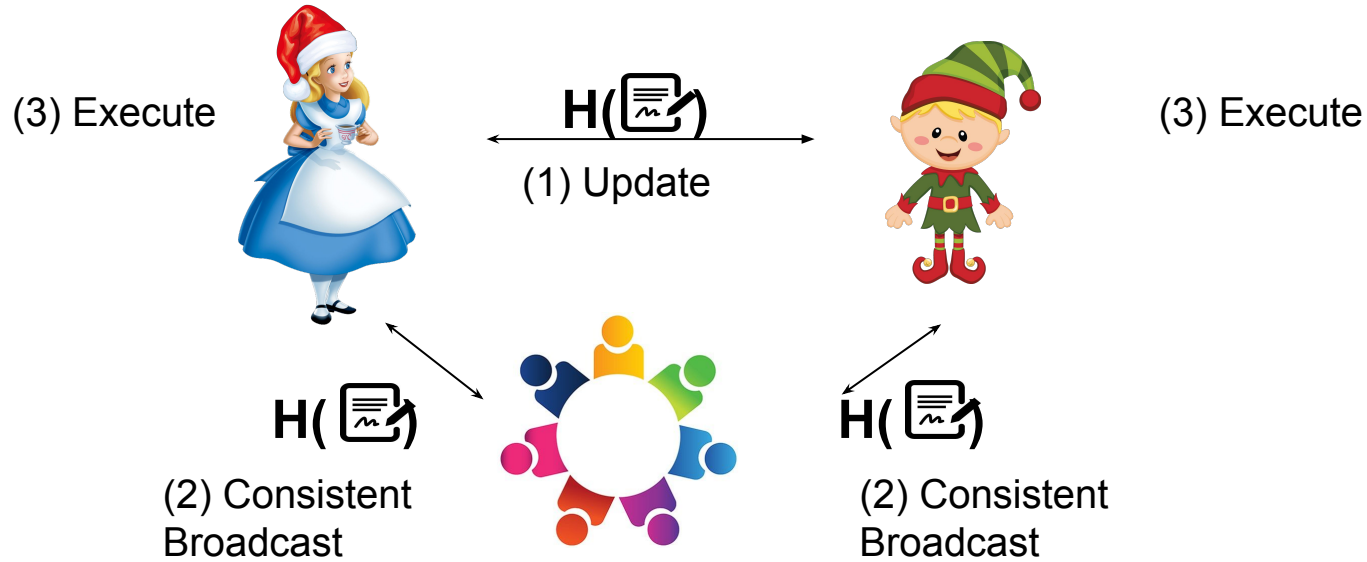 (3) Execute
H( )
(3) Execute
(1) Update
H( )
H( )
(2) Consistent
Broadcast
(2) Consistent
Broadcast